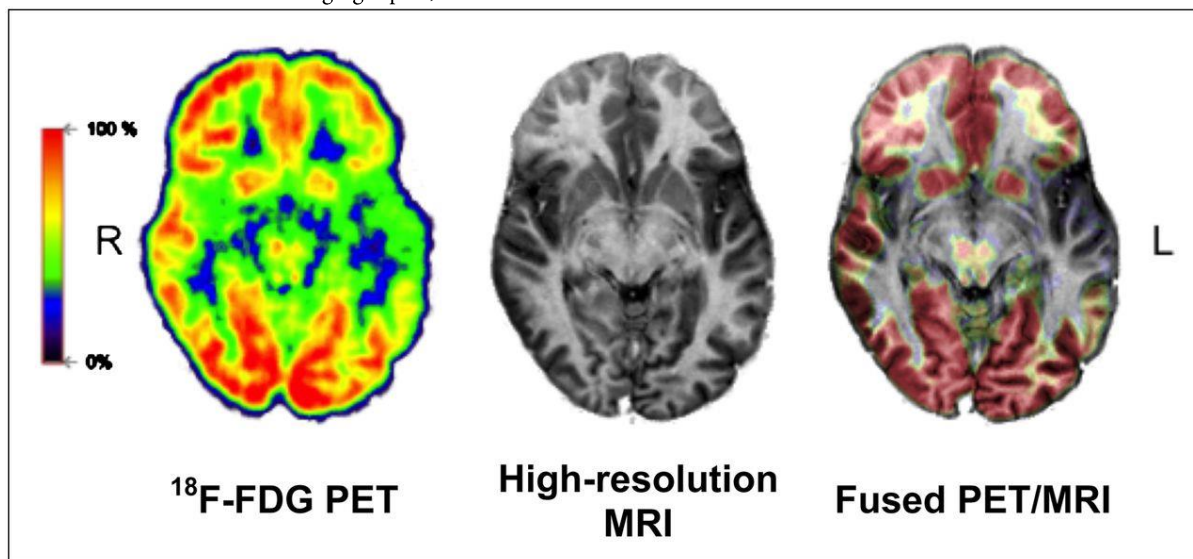 100 %
R
0%
L
¹⁸F-FDG PET
High-resolution
MRI
Fused PET/MRI